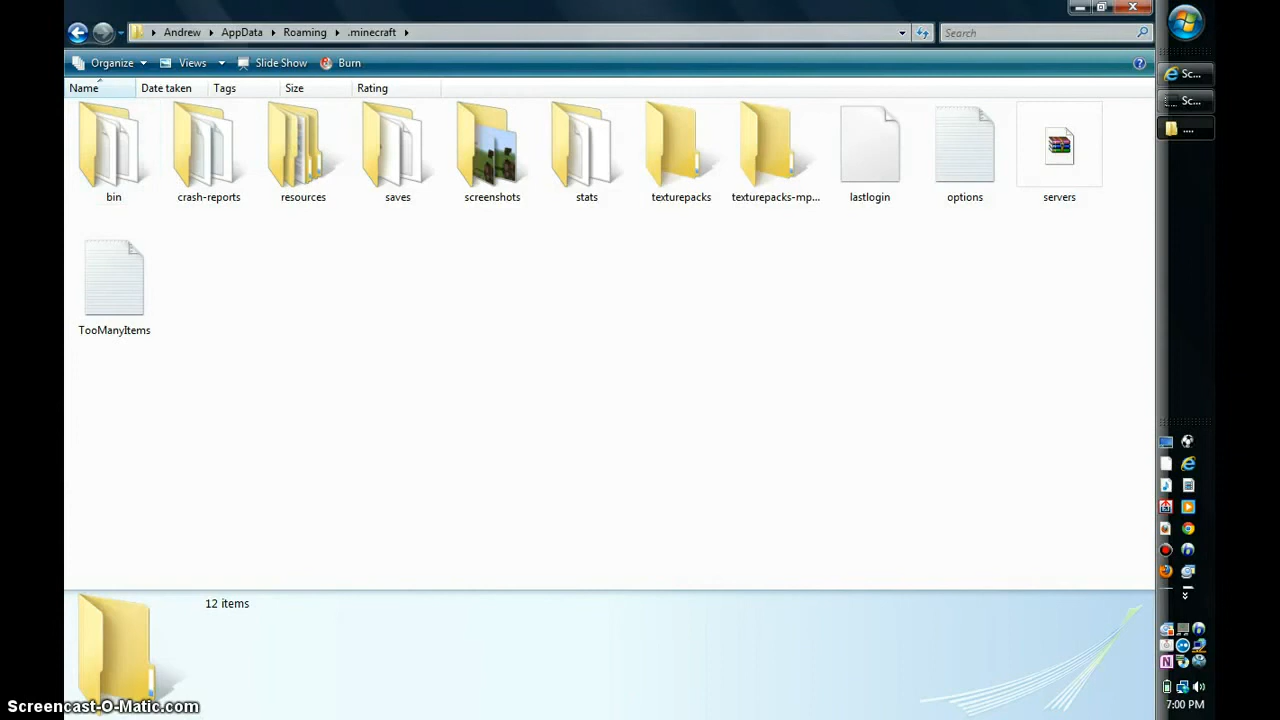 Andrew AppData Roaming .minecraft
Search
Organize Views Slide Show Burn
Name Date taken Tags Size Rating
Sc...
Sc...
....
bin crash-reports resources saves screenshots stats texturepacks texturepacks-mp... lastlogin options servers
TooManyItems
12 items
7:00 PM
Screencast-O-Matic.com